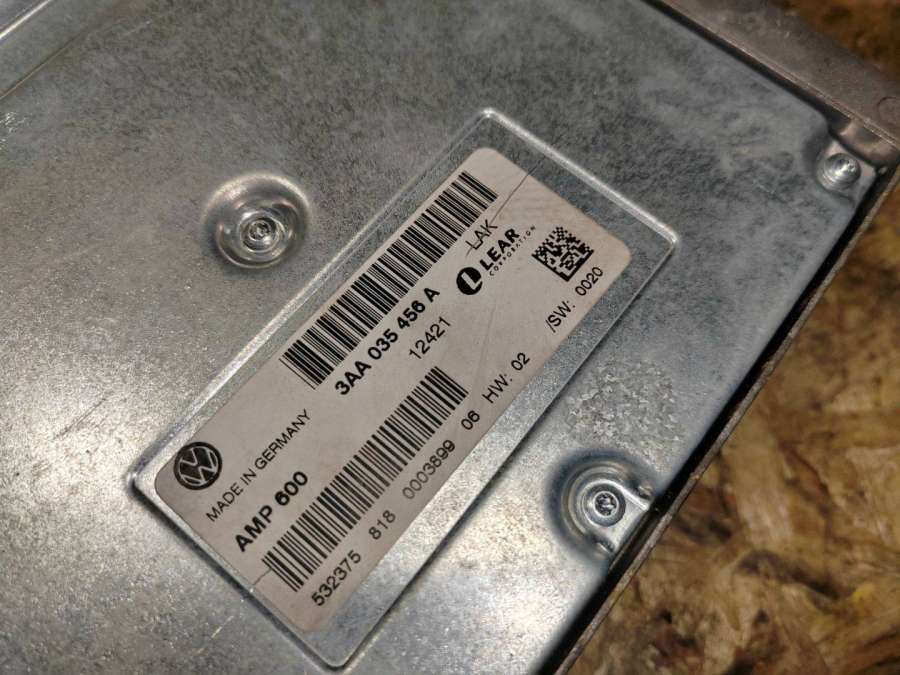 LAK
3AA 035 456 A
LEAR
CORPORATION
12421
/SW: 0020
MADE IN GERMANY
AMP 600
532375 818 0003899 06 HW: 02